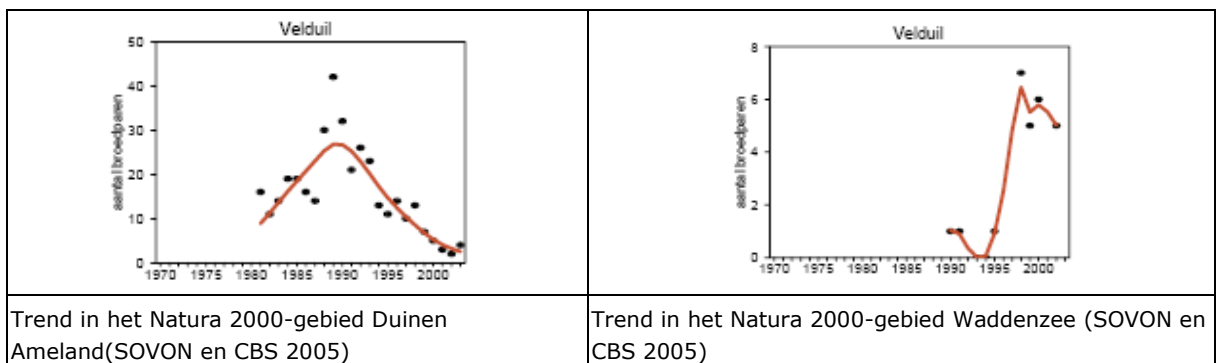 Velduil
50
40
30
20
10
0
aantal broedparen
1970 1975 1980 1985 1990 1995 2000
Trend in het Natura 2000-gebied Duinen
Ameland(SOVON en CBS 2005)
Velduil
8
6
4
2
0
aantal broedparen
1970 1975 1980 1985 1990 1995 2000
Trend in het Natura 2000-gebied Waddenzee (SOVON en
CBS 2005)